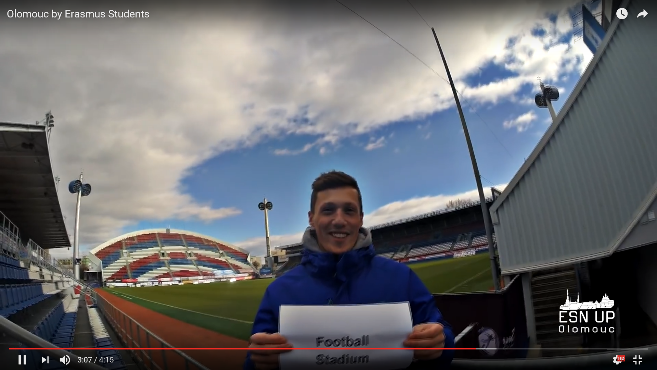 Olomouc by Erasmus Students
Football
Stadium
ESN UP
Olomouc
3:07 / 4:15